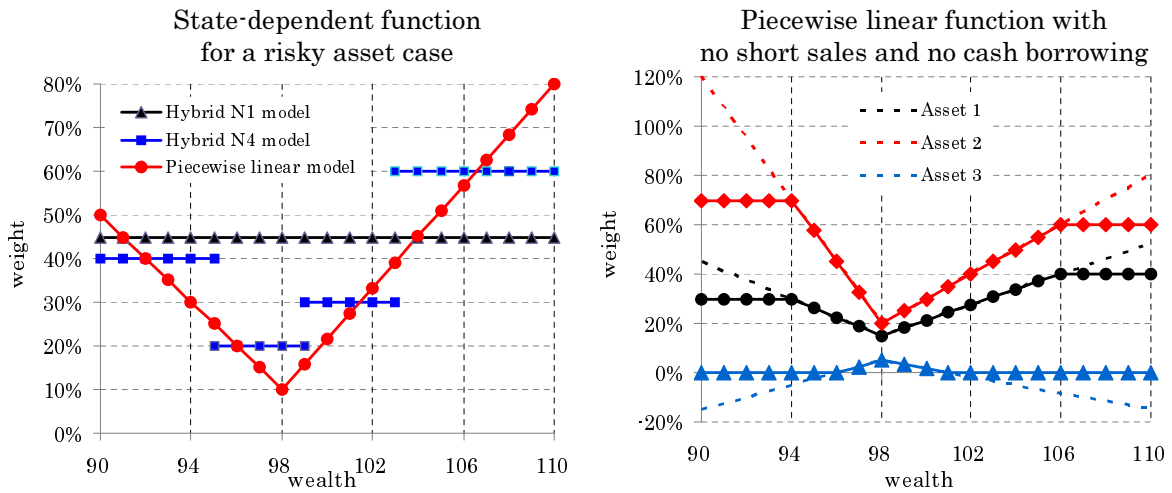 State-dependent function
for a risky asset case
80%
70%
60%
50%
40%
30%
20%
10%
0%
weight
Hybrid N1 model
Hybrid N4 model
Piecewise linear model
90 94 98 102 106 110
wealth
Piecewise linear function with
no short sales and no cash borrowing
120%
100%
80%
60%
40%
20%
0%
-20%
weight
Asset 1
Asset 2
Asset 3
90 94 98 102 106 110
wealth